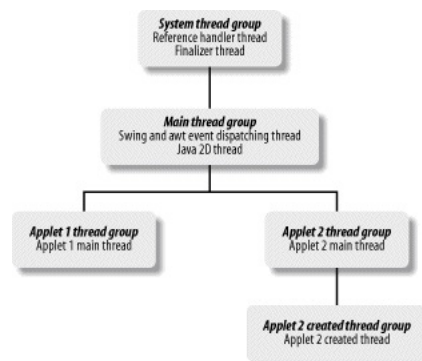 System thread group
Reference handler thread
Finalizer thread
Main thread group
Swing and awt event dispatching thread
Java 2D thread
Applet 1 thread group
Applet 1 main thread
Applet 2 thread group
Applet 2 main thread
Applet 2 created thread group
Applet 2 created thread